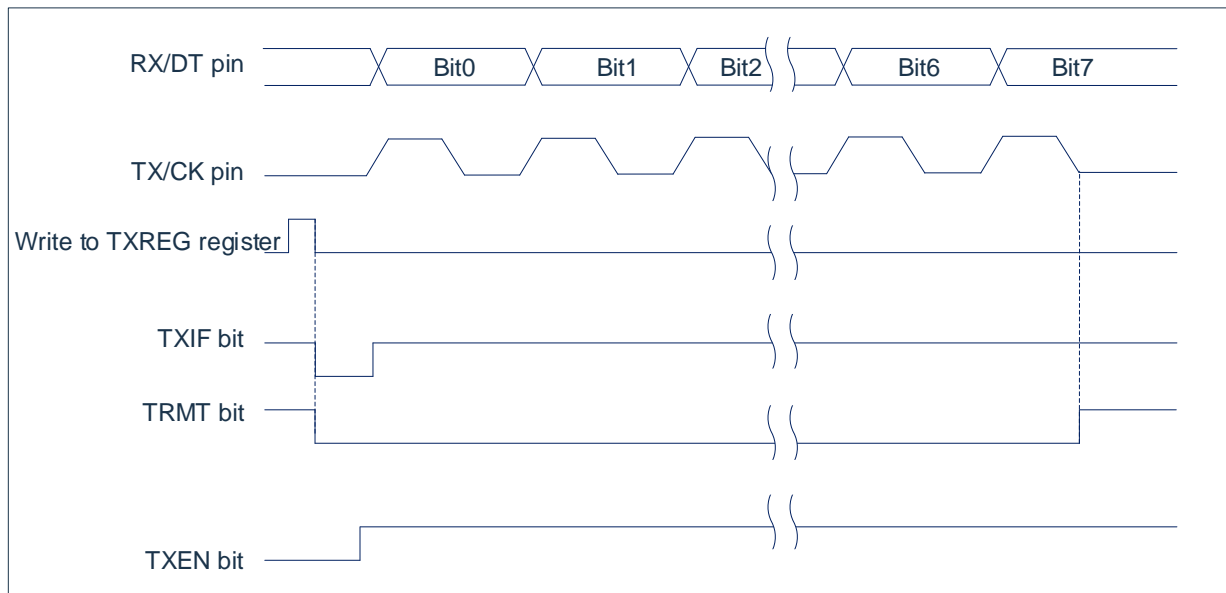 RX/DT pin Bit0 Bit1 Bit2 Bit6 Bit7
TX/CK pin
Write to TXREG register
TXIF bit
TRMT bit
TXEN bit